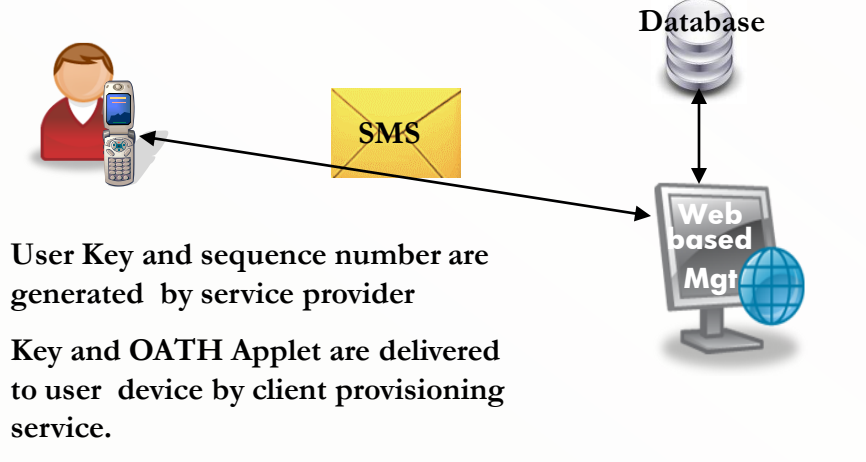 Database
SMS
Web
based
Mgt
User Key and sequence number are
generated by service provider
Key and OATH Applet are delivered
to user device by client provisioning
service.